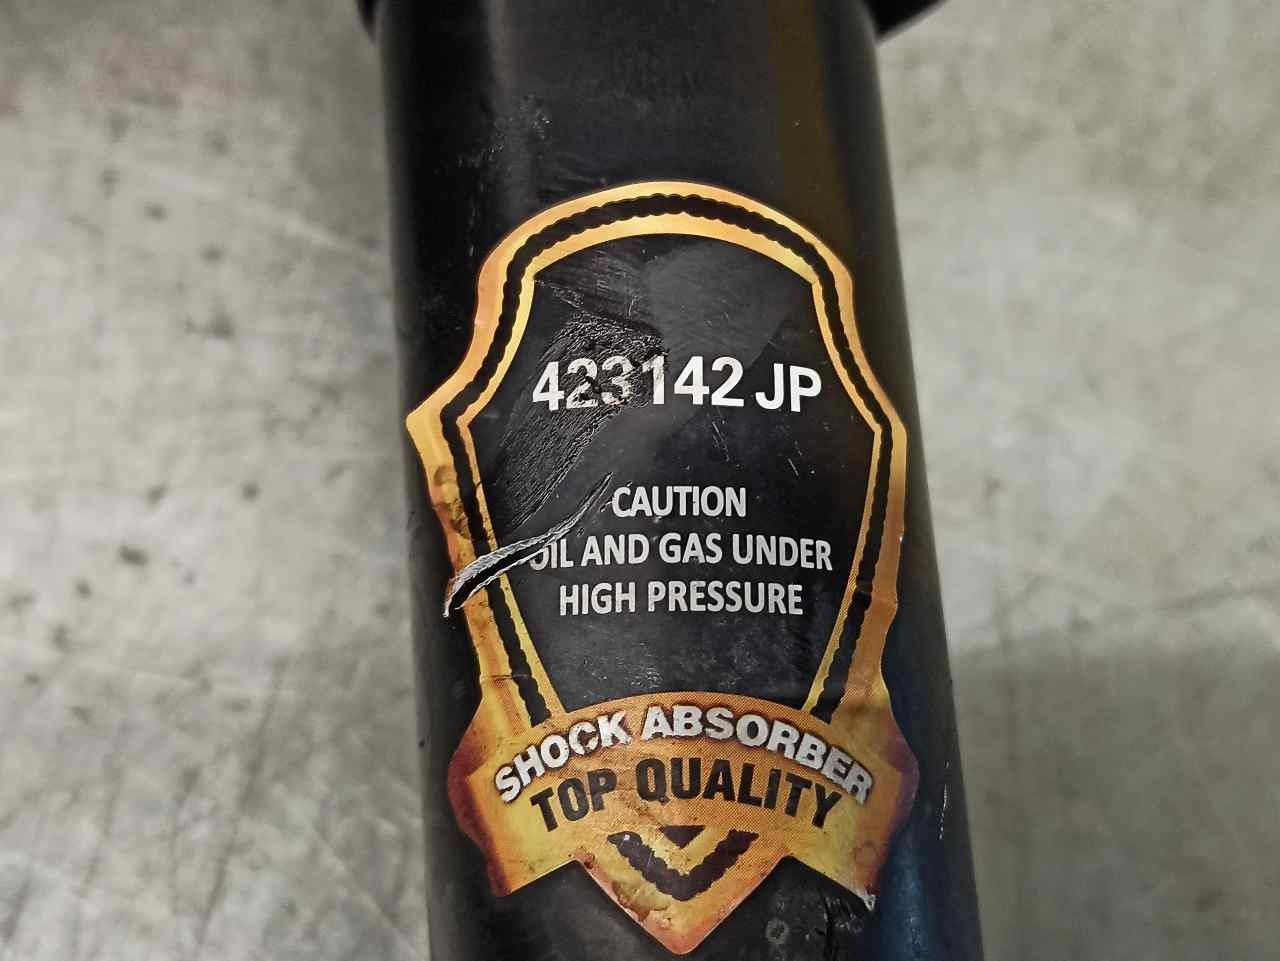 423142 JP
CAUTION
OIL AND GAS UNDER
HIGH PRESSURE
SHOCK ABSORBER
TOP QUALITY